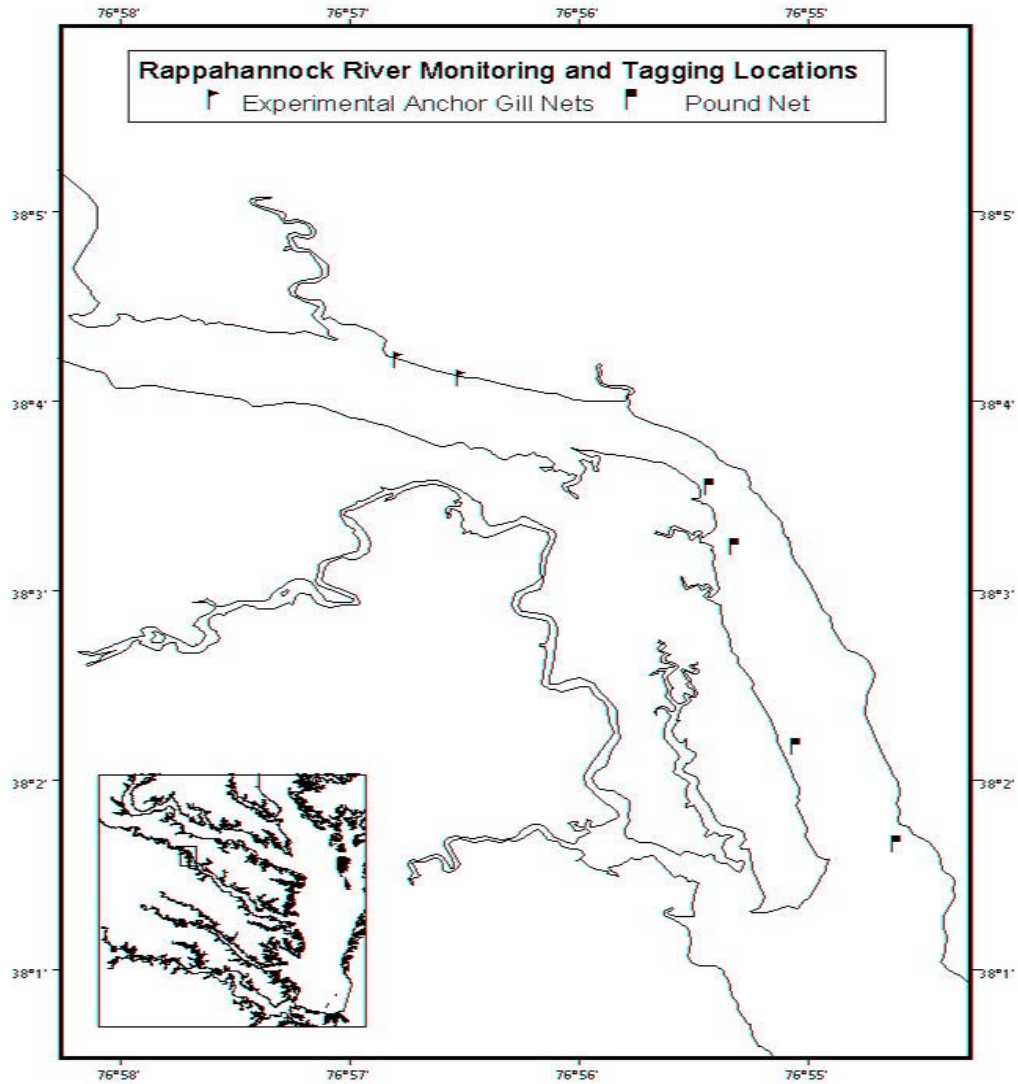 76°58' 76°57' 76°56' 76°55'
Rappahannock River Monitoring and Tagging Locations
Experimental Anchor Gill Nets Pound Net
38°5' 38°5'
38°4' 38°4'
38°3' 38°3'
38°2' 38°2'
38°1' 38°1'
76°58' 76°57' 76°56' 76°55'